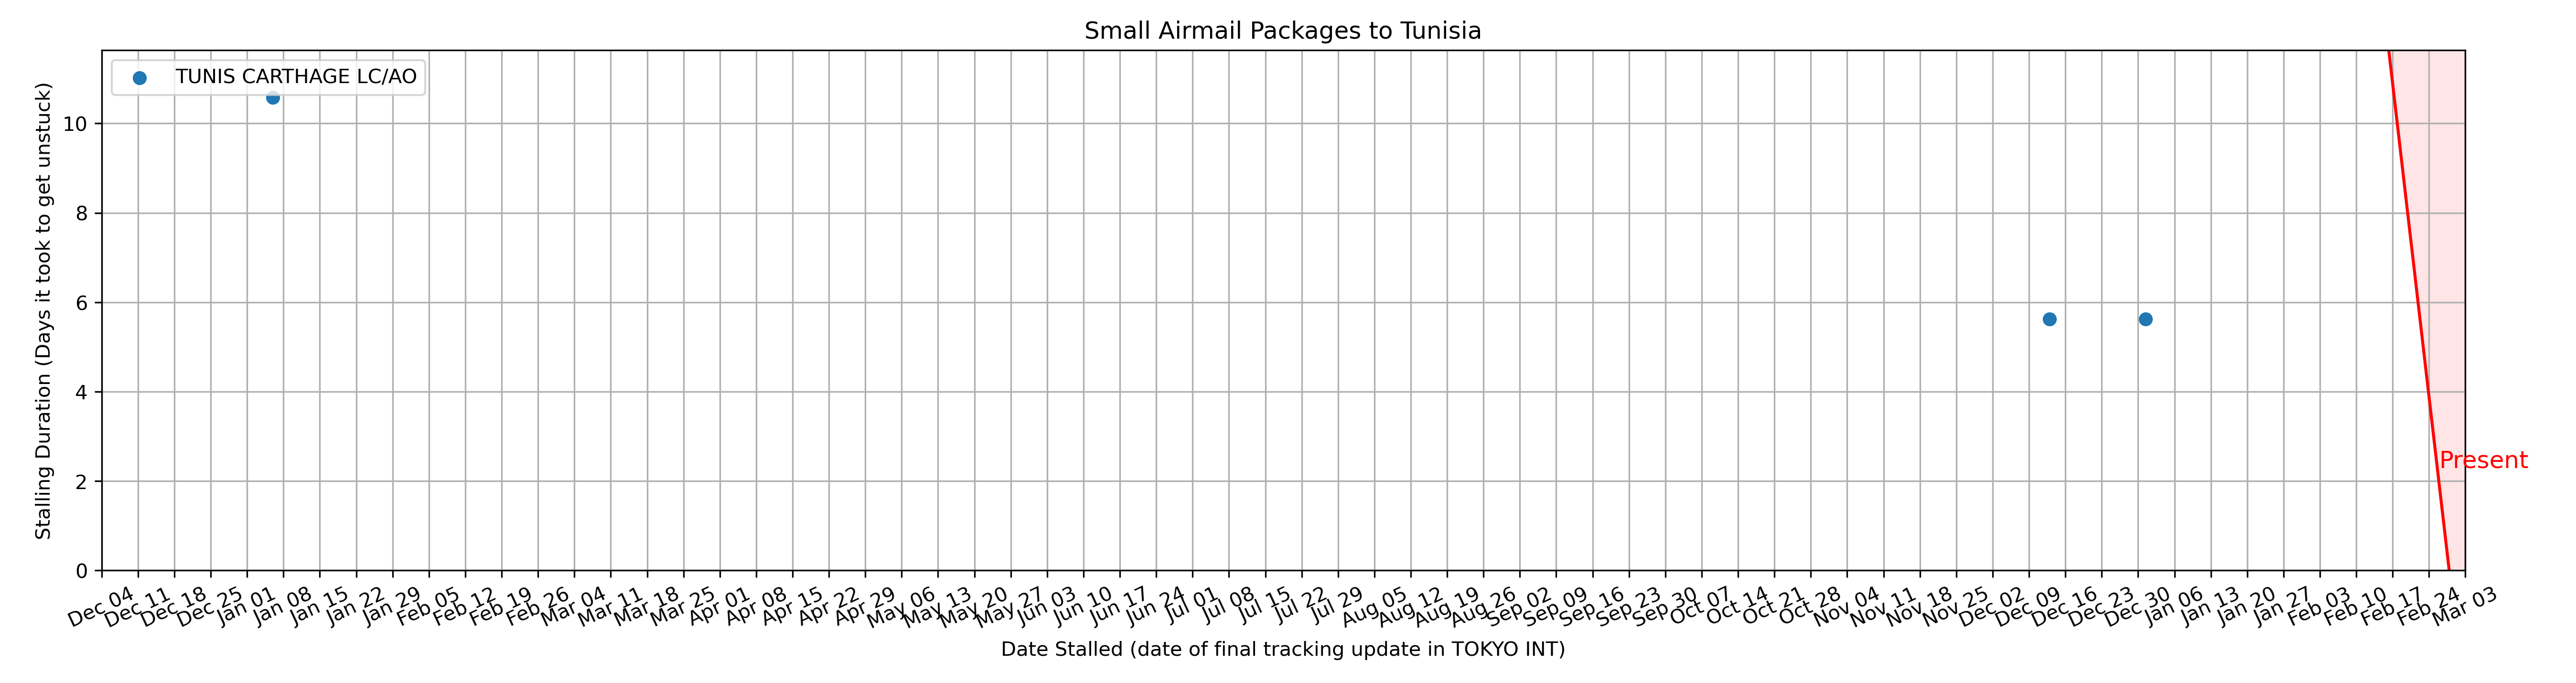 Small Airmail Packages to Tunisia
TUNIS CARTHAGE LC/AO
Stalling Duration (Days it took to get unstuck)
10
8
6
4
2
0
Present
Dec 04 Dec 11 Dec 18 Dec 25 Jan 01 Jan 08 Jan 15 Jan 22 Jan 29 Feb 05 Feb 12 Feb 19 Feb 26 Mar 04 Mar 11 Mar 18 Mar 25 Apr 01 Apr 08 Apr 15 Apr 22 Apr 29 May 06 May 13 May 20 May 27 Jun 03 Jun 10 Jun 17 Jun 24 Jul 01 Jul 08 Jul 15 Jul 22 Jul 29 Aug 05 Aug 12 Aug 19 Aug 26 Sep 02 Sep 09 Sep 16 Sep 23 Sep 30 Oct 07 Oct 14 Oct 21 Oct 28 Nov 04 Nov 11 Nov 18 Nov 25 Dec 02 Dec 09 Dec 16 Dec 23 Dec 30 Jan 06 Jan 13 Jan 20 Jan 27 Feb 03 Feb 10 Feb 17 Feb 24 Mar 03
Date Stalled (date of final tracking update in TOKYO INT)